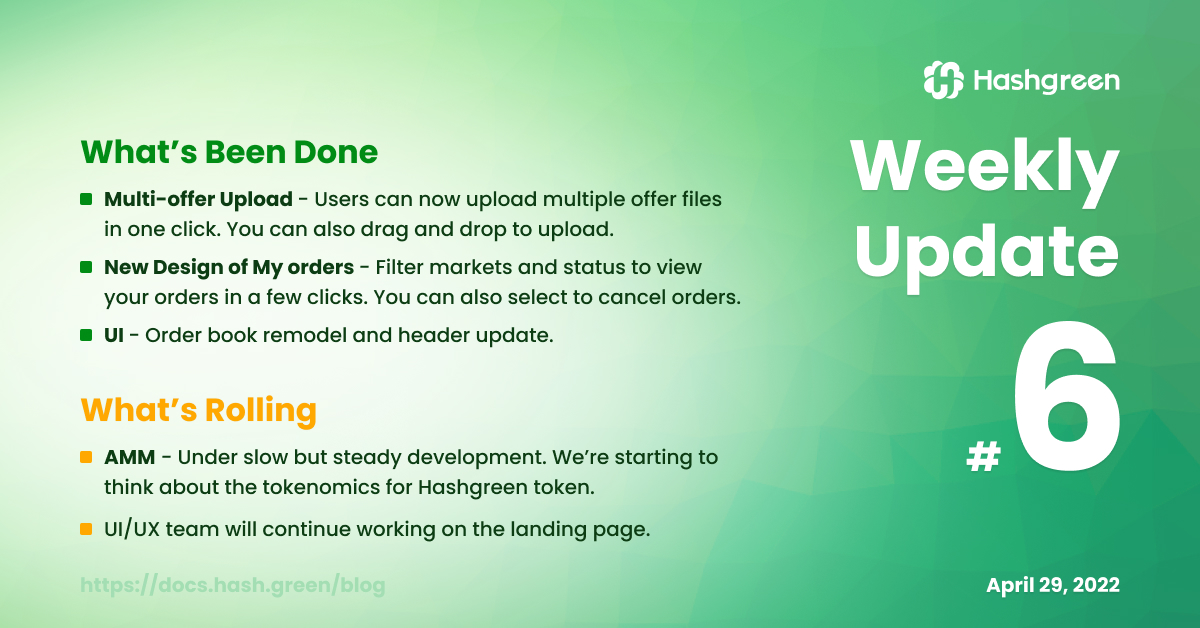 Hashgreen
Weekly
Update
#6
What’s Been Done
Multi-offer Upload - Users can now upload multiple offer files
in one click. You can also drag and drop to upload.
New Design of My orders - Filter markets and status to view
your orders in a few clicks. You can also select to cancel orders.
UI - Order book remodel and header update.
What’s Rolling
AMM - Under slow but steady development. We’re starting to
think about the tokenomics for Hashgreen token.
UI/UX team will continue working on the landing page.
https://docs.hash.green/blog
April 29, 2022